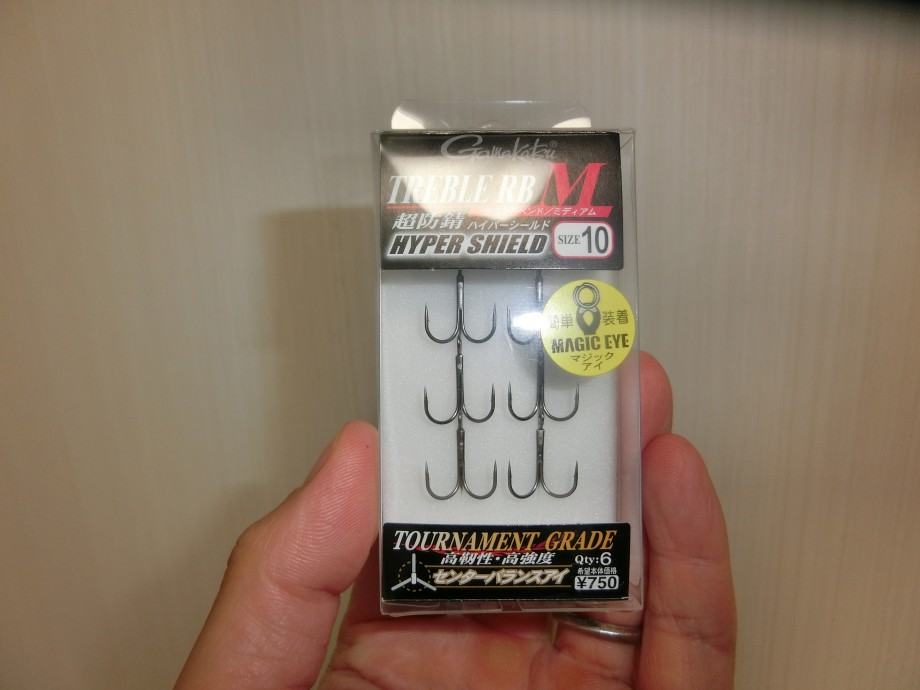 Gamakatsu
TREBLE RB M
ベンド/ミディアム
超防錆 ハイパーシールド
HYPER SHIELD
SIZE 10
簡単 装着
MAGIC EYE
マジック
アイ
TOURNAMENT GRADE
高靭性・高強度
Qty:6
センターバランスアイ
希望本体価格
¥750